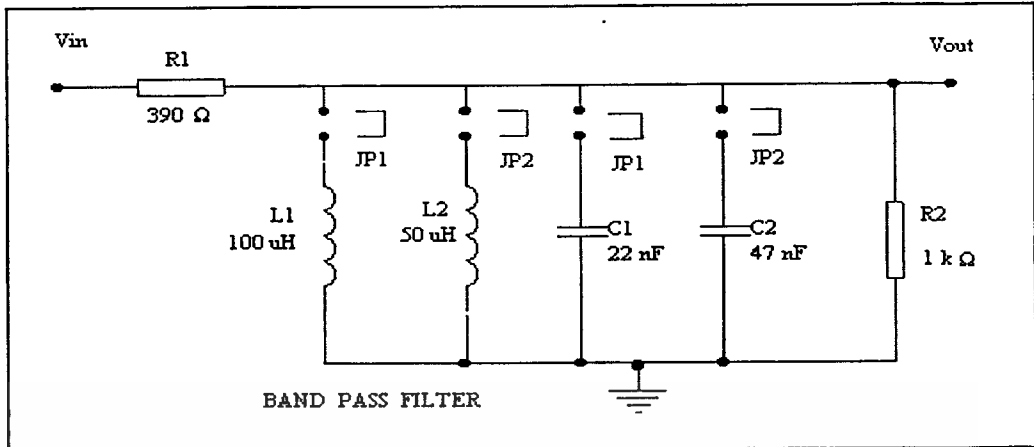 Vin
R1
390 Ω
Vout
JP1
JP2
JP1
JP2
L1
100 uH
L2
50 uH
C1
22 nF
C2
47 nF
R2
1 k Ω
BAND PASS FILTER